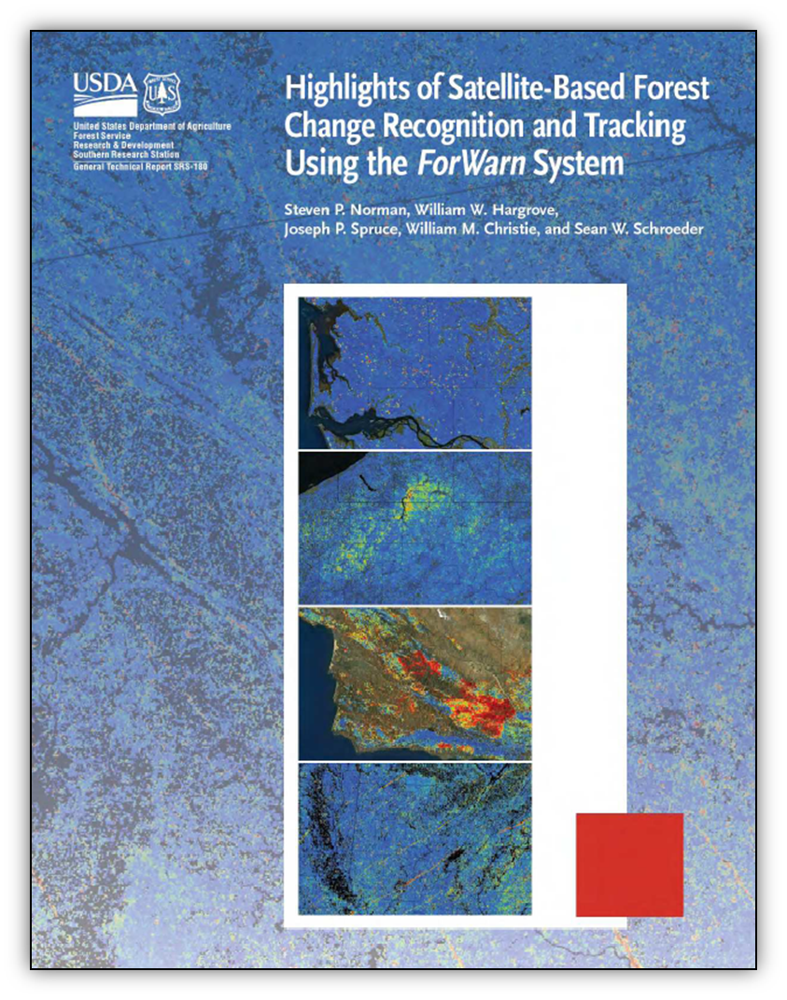 USDA
U S
United States Department of Agriculture
Forest Service
Research & Development
Southern Research Station
General Technical Report SRS-180
Highlights of Satellite-Based Forest
Change Recognition and Tracking
Using the ForWarn System
Steven P. Norman, William W. Hargrove,
Joseph P. Spruce, William M. Christie, and Sean W. Schroeder